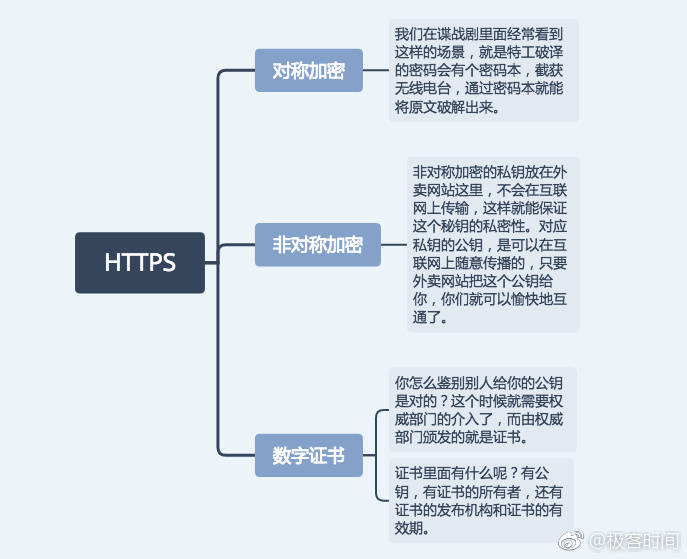 HTTPS
对称加密
我们在谍战剧里面经常看到
这样的场景，就是特工破译
的密码会有个密码本，截获
无线电台，通过密码本就能
将原文破解出来。
非对称加密
非对称加密的私钥放在外
卖网站这里，不会在互联
网上传输，这样就能保证
这个秘钥的私密性。对应
私钥的公钥，是可以在互
联网上随意传播的，只要
外卖网站把这个公钥给
你，你们就可以愉快地互
通了。
数字证书
你怎么鉴别别人给你的公钥
是对的？这个时候就需要权
威部门的介入了，而由权威
部门颁发的就是证书。
证书里面有什么呢？有公
钥，有证书的所有者，还有
证书的发布机构和证书的有
效期。
@极客时间